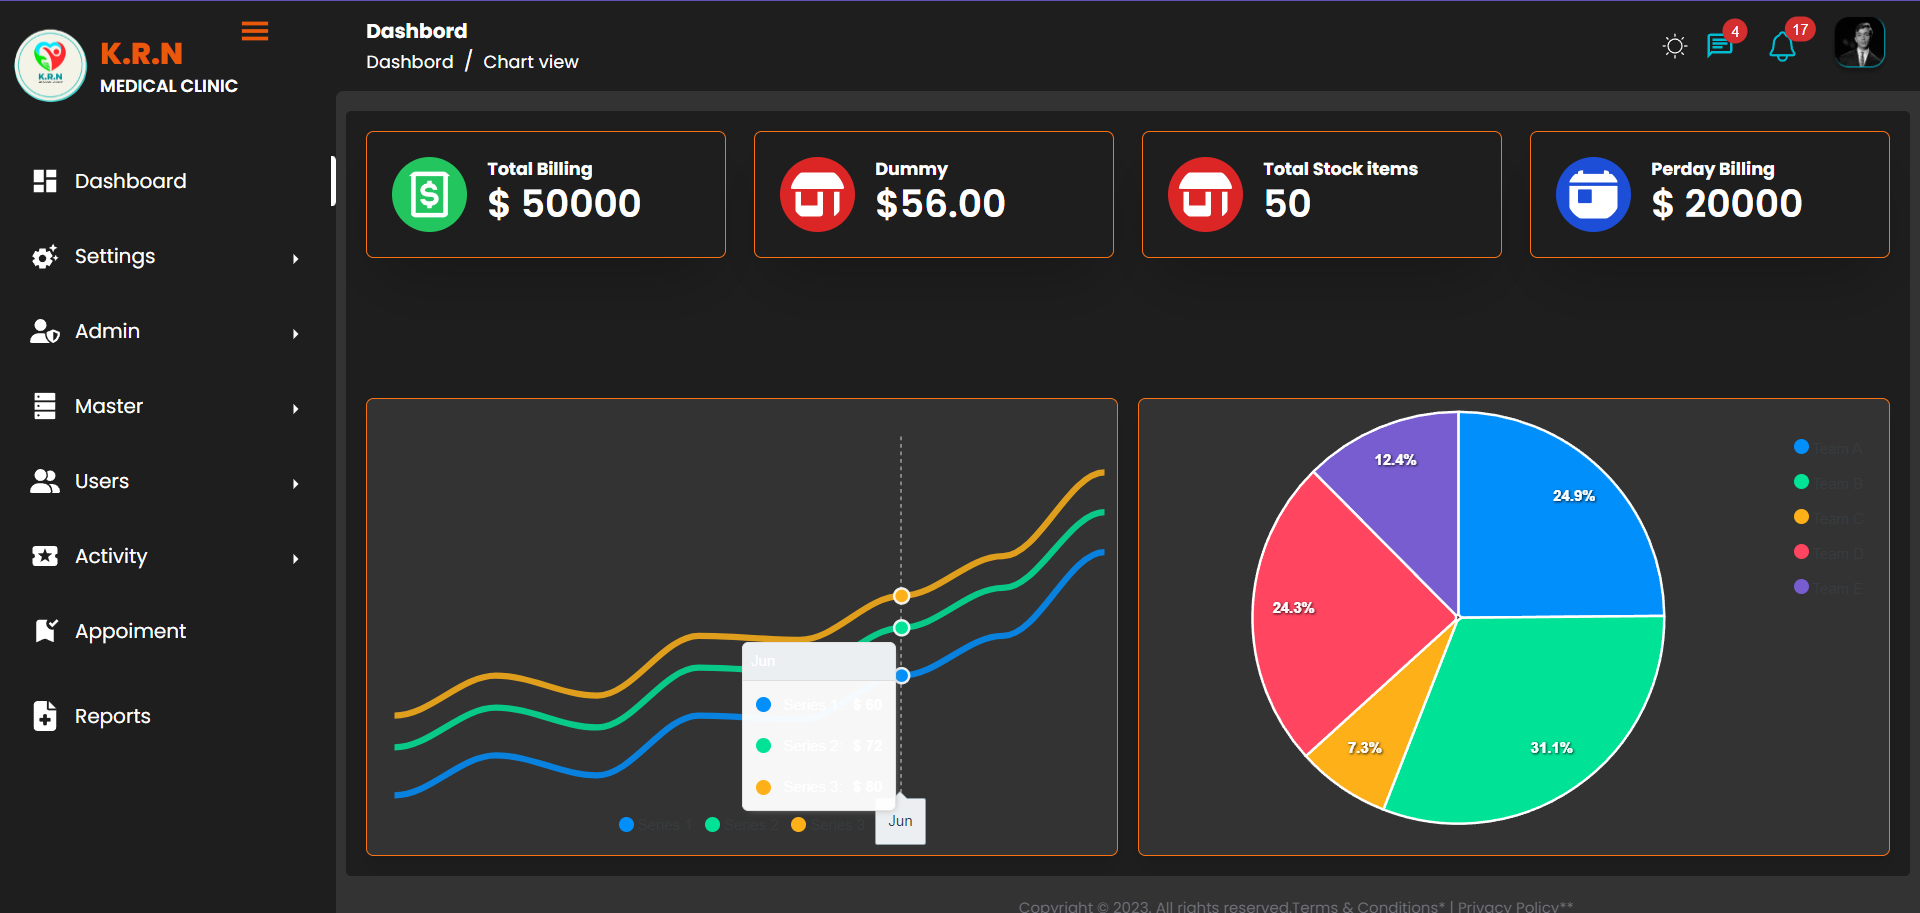 K.R.N
K.R.N
MEDICAL CLINIC
Dashbord
Dashbord / Chart view
4
17
Dashboard
Settings
Admin
Master
Users
Activity
Appoiment
Reports
Total Billing
$ 50000
Dummy
$56.00
Total Stock items
50
Perday Billing
$ 20000
Jun
Series 1: $ 60
Series 2: $ 72
Series 3: $ 80
Series 1 Series 2 Series 3
Jun
12.4%
24.9%
24.3%
7.3%
31.1%
Team A
Team B
Team C
Team D
Team E
Copyright © 2023. All rights reserved.Terms & Conditions* | Privacy Policy**